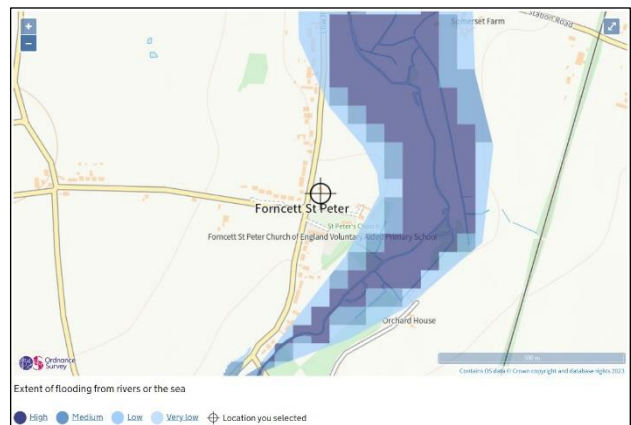 +
−
Somerset Farm
Station Road
Forncett St Peter
St Peter's Church
Forncett St Peter Church of England Voluntary Aided Primary School
Orchard House
Ordnance
Survey
Contains OS data © Crown copyright and database rights 2023
Extent of flooding from rivers or the sea
High Medium Low Very low Location you selected